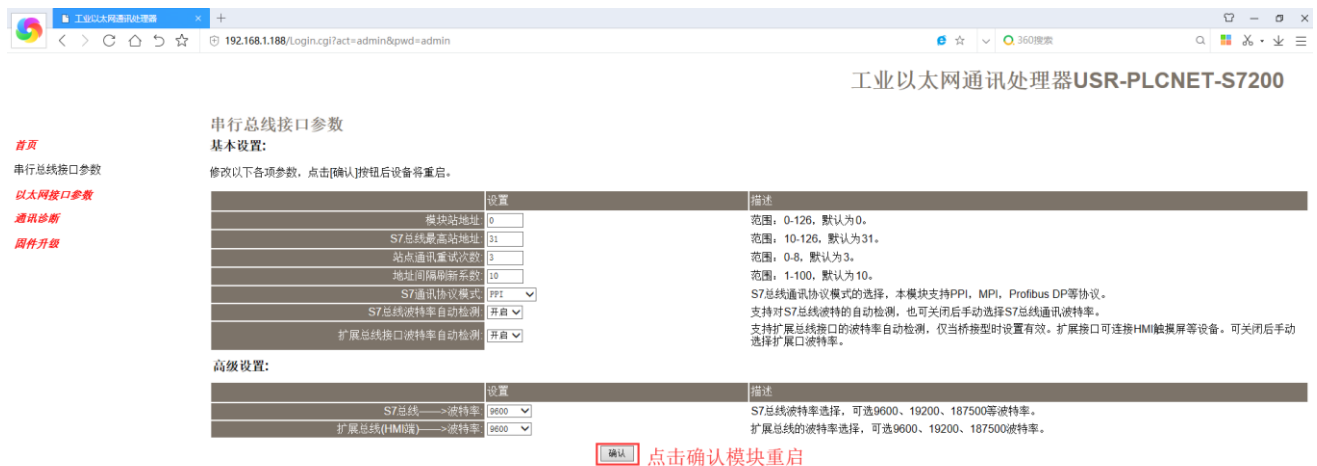 工业以太网通讯处理器
192.168.1.188/Login.cgi?act=admin&pwd=admin
360搜索
工业以太网通讯处理器USR-PLCNET-S7200
串行总线接口参数
首页
基本设置:
串行总线接口参数
修改以下各项参数，点击[确认]按钮后设备将重启。
以太网接口参数
设置 描述
通讯诊断
模块站地址: 0 范围：0-126，默认为0。
固件升级
S7总线最高站地址: 31 范围：10-126，默认为31。
站点通讯重试次数: 3 范围：0-8，默认为3。
地址间隔刷新系数: 10 范围：1-100，默认为10。
S7通讯协议模式: PPI S7总线通讯协议模式的选择，本模块支持PPI，MPI，Profibus DP等协议。
S7总线波特率自动检测: 开启 支持对S7总线波特的自动检测，也可关闭后手动选择S7总线通讯波特率。
扩展总线接口波特率自动检测: 开启 支持扩展总线接口的波特率自动检测，仅当桥接型时设置有效。扩展接口可连接HMI触摸屏等设备。可关闭后手动
选择扩展口波特率。
高级设置:
设置 描述
S7总线——>波特率: 9600 S7总线波特率选择，可选9600、19200、187500等波特率。
扩展总线(HMI端)——>波特率: 9600 扩展总线的波特率选择，可选9600、19200、187500波特率。
确认 点击确认模块重启